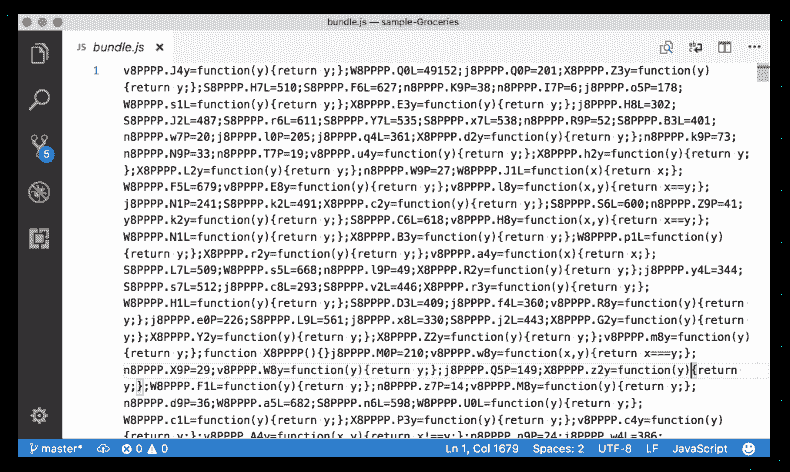 bundle.js — sample-Groceries
JS bundle.js ×
1 v8PPPP.J4y=function(y){return y;};W8PPPP.Q0L=49152;j8PPPP.Q0P=201;X8PPPP.Z3y=function(y)
{return y;};S8PPPP.H7L=510;S8PPPP.F6L=627;n8PPPP.K9P=38;n8PPPP.I7P=6;j8PPPP.o5P=178;
W8PPPP.s1L=function(y){return y;};X8PPPP.E3y=function(y){return y;};j8PPPP.H8L=302;
S8PPPP.J2L=487;S8PPPP.r6L=611;S8PPPP.Y7L=535;S8PPPP.x7L=538;n8PPPP.R9P=52;S8PPPP.B3L=401;
n8PPPP.w7P=20;j8PPPP.l0P=205;j8PPPP.q4L=361;X8PPPP.d2y=function(y){return y;};n8PPPP.k9P=73;
n8PPPP.N9P=33;n8PPPP.T7P=19;v8PPPP.u4y=function(y){return y;};X8PPPP.h2y=function(y){return y;
};X8PPPP.L2y=function(y){return y;};n8PPPP.W9P=27;W8PPPP.J1L=function(x){return x;};
W8PPPP.F5L=679;v8PPPP.E8y=function(y){return y;};v8PPPP.l8y=function(x,y){return x==y;};
j8PPPP.N1P=241;S8PPPP.k2L=491;X8PPPP.c2y=function(y){return y;};S8PPPP.S6L=600;n8PPPP.Z9P=41;
y8PPPP.k2y=function(y){return y;};S8PPPP.C6L=618;v8PPPP.H8y=function(x,y){return x==y;};
W8PPPP.N1L=function(y){return y;};X8PPPP.B3y=function(y){return y;};W8PPPP.p1L=function(y)
{return y;};X8PPPP.r2y=function(y){return y;};v8PPPP.a4y=function(x){return x;};
S8PPPP.L7L=509;W8PPPP.s5L=668;n8PPPP.l9P=49;X8PPPP.R2y=function(y){return y;};j8PPPP.y4L=344;
S8PPPP.s7L=512;j8PPPP.c8L=293;S8PPPP.v2L=446;X8PPPP.r3y=function(y){return y;};
W8PPPP.H1L=function(y){return y;};S8PPPP.D3L=409;j8PPPP.f4L=360;v8PPPP.R8y=function(y){return
y;};j8PPPP.e0P=226;S8PPPP.L9L=561;j8PPPP.x8L=330;S8PPPP.j2L=443;X8PPPP.G2y=function(y){return
y;};X8PPPP.Y2y=function(y){return y;};X8PPPP.Z2y=function(y){return y;};v8PPPP.m8y=function(y)
{return y;};function X8PPPP(){}j8PPPP.M0P=210;v8PPPP.w8y=function(x,y){return x===y;};
n8PPPP.X9P=29;v8PPPP.W8y=function(y){return y;};j8PPPP.Q5P=149;X8PPPP.z2y=function(y){return
y;};W8PPPP.F1L=function(y){return y;};n8PPPP.z7P=14;v8PPPP.M8y=function(y){return y;};
n8PPPP.d9P=36;W8PPPP.a5L=682;S8PPPP.n6L=598;W8PPPP.U0L=function(y){return y;};
W8PPPP.c1L=function(y){return y;};X8PPPP.P3y=function(y){return y;};v8PPPP.c4y=function(y)
{return y;};v8PPPP.A4y=function(x,y){return x!==y;};n8PPPP.n9P=24;j8PPPP.w4L=386;
5
master* 0 0 Ln 1, Col 1679 Spaces: 2 UTF-8 LF JavaScript